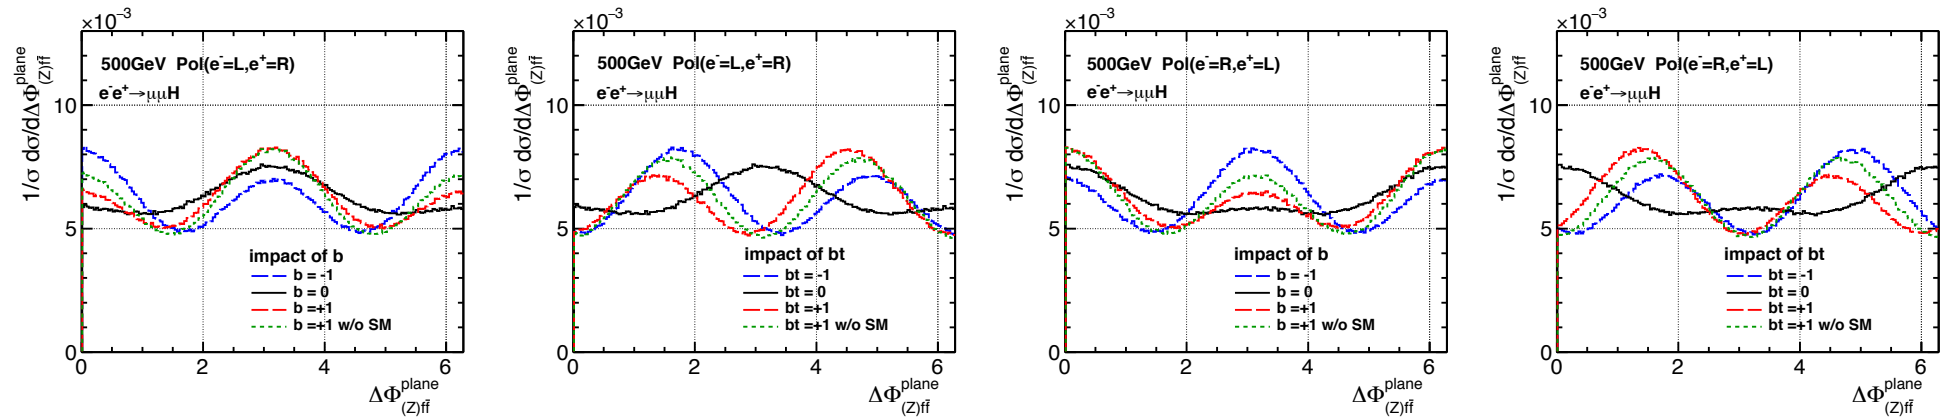 ×10⁻³
1/σ dσ/dΔΦ^plane_(Z)ff̄
500GeV Pol(e⁻=L,e⁺=R)
e⁻e⁺→μμH
10
5
0
impact of b
b = -1
b = 0
b =+1
b =+1 w/o SM
0 2 4 6
ΔΦ^plane_(Z)ff̄
×10⁻³
1/σ dσ/dΔΦ^plane_(Z)ff̄
500GeV Pol(e⁻=L,e⁺=R)
e⁻e⁺→μμH
10
5
0
impact of bt
bt = -1
bt = 0
bt =+1
bt =+1 w/o SM
0 2 4 6
ΔΦ^plane_(Z)ff̄
×10⁻³
1/σ dσ/dΔΦ^plane_(Z)ff̄
500GeV Pol(e⁻=R,e⁺=L)
e⁻e⁺→μμH
10
5
0
impact of b
b = -1
b = 0
b =+1
b =+1 w/o SM
0 2 4 6
ΔΦ^plane_(Z)ff̄
×10⁻³
1/σ dσ/dΔΦ^plane_(Z)ff̄
500GeV Pol(e⁻=R,e⁺=L)
e⁻e⁺→μμH
10
5
0
impact of bt
bt = -1
bt = 0
bt =+1
bt =+1 w/o SM
0 2 4 6
ΔΦ^plane_(Z)ff̄